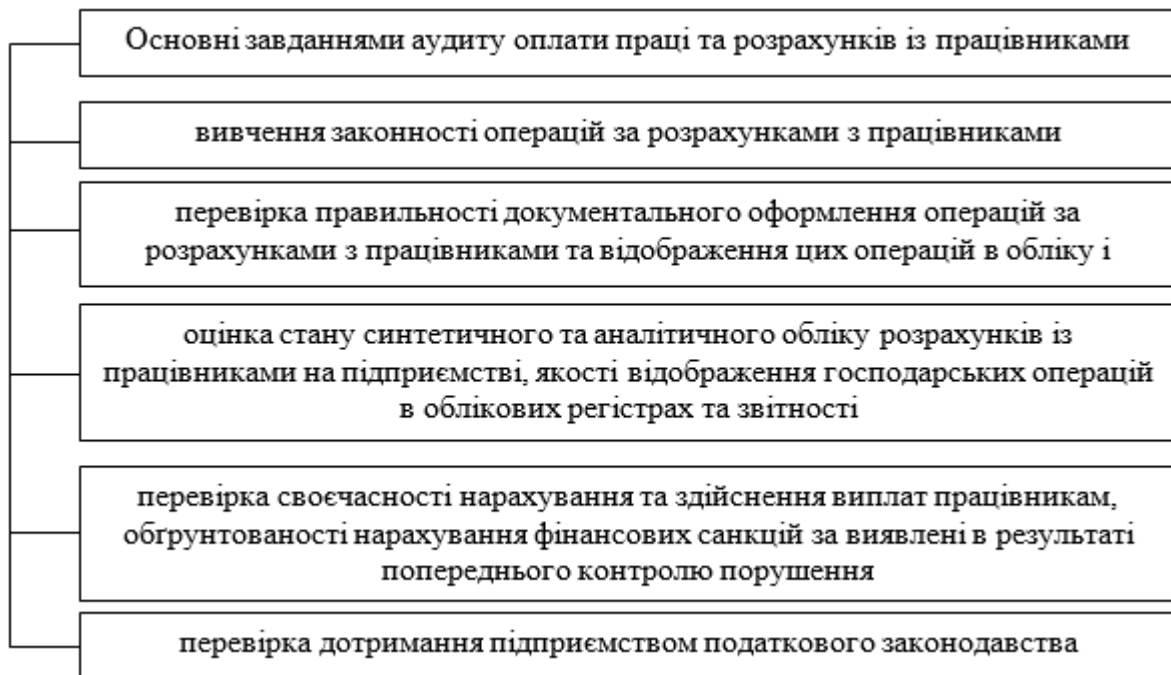 Основні завданнями аудиту оплати праці та розрахунків із працівниками
вивчення законності операцій за розрахунками з працівниками
перевірка правильності документального оформлення операцій за
розрахунками з працівниками та відображення цих операцій в обліку і
оцінка стану синтетичного та аналітичного обліку розрахунків із
працівниками на підприємстві, якості відображення господарських операцій
в облікових регістрах та звітності
перевірка своєчасності нарахування та здійснення виплат працівникам,
обґрунтованості нарахування фінансових санкцій за виявлені в результаті
попереднього контролю порушення
перевірка дотримання підприємством податкового законодавства